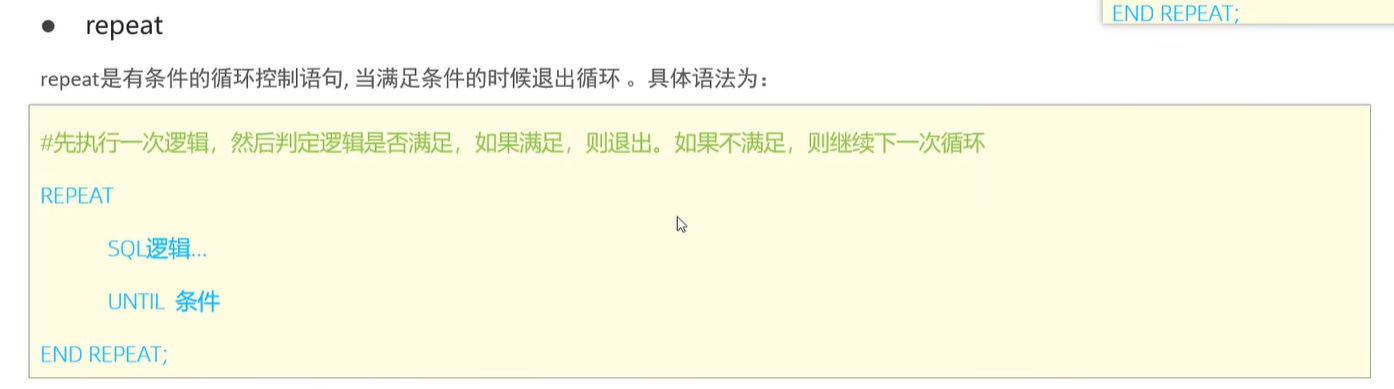 END REPEAT;
● repeat
repeat是有条件的循环控制语句, 当满足条件的时候退出循环 。具体语法为：
#先执行一次逻辑，然后判定逻辑是否满足，如果满足，则退出。如果不满足，则继续下一次循环
REPEAT
SQL逻辑...
UNTIL 条件
END REPEAT;